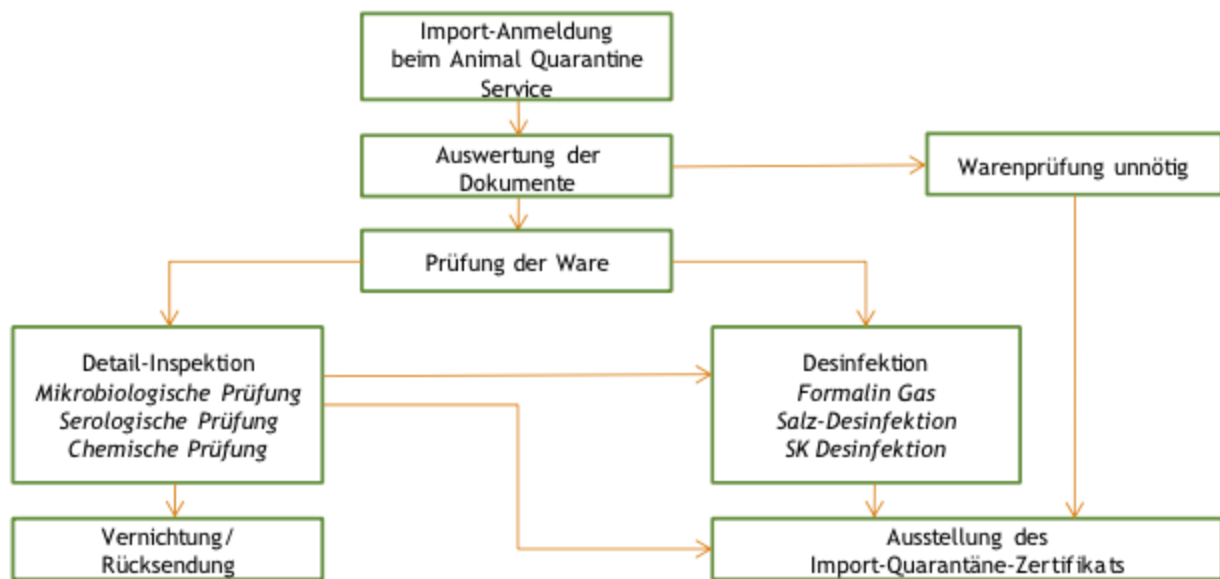 Import-Anmeldung
beim Animal Quarantine
Service
Auswertung der
Dokumente
Warenprüfung unnötig
Prüfung der Ware
Detail-Inspektion
Mikrobiologische Prüfung
Serologische Prüfung
Chemische Prüfung
Desinfektion
Formalin Gas
Salz-Desinfektion
SK Desinfektion
Vernichtung/
Rücksendung
Ausstellung des
Import-Quarantäne-Zertifikats